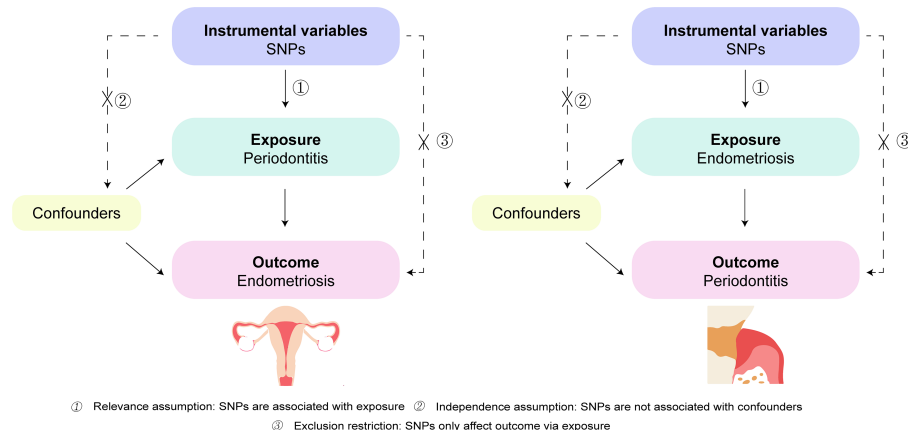 Instrumental variables
SNPs
①
②
③
Exposure
Periodontitis
Confounders
Outcome
Endometriosis
Instrumental variables
SNPs
①
②
③
Exposure
Endometriosis
Confounders
Outcome
Periodontitis
① Relevance assumption: SNPs are associated with exposure ② Independence assumption: SNPs are not associated with confounders
③ Exclusion restriction: SNPs only affect outcome via exposure